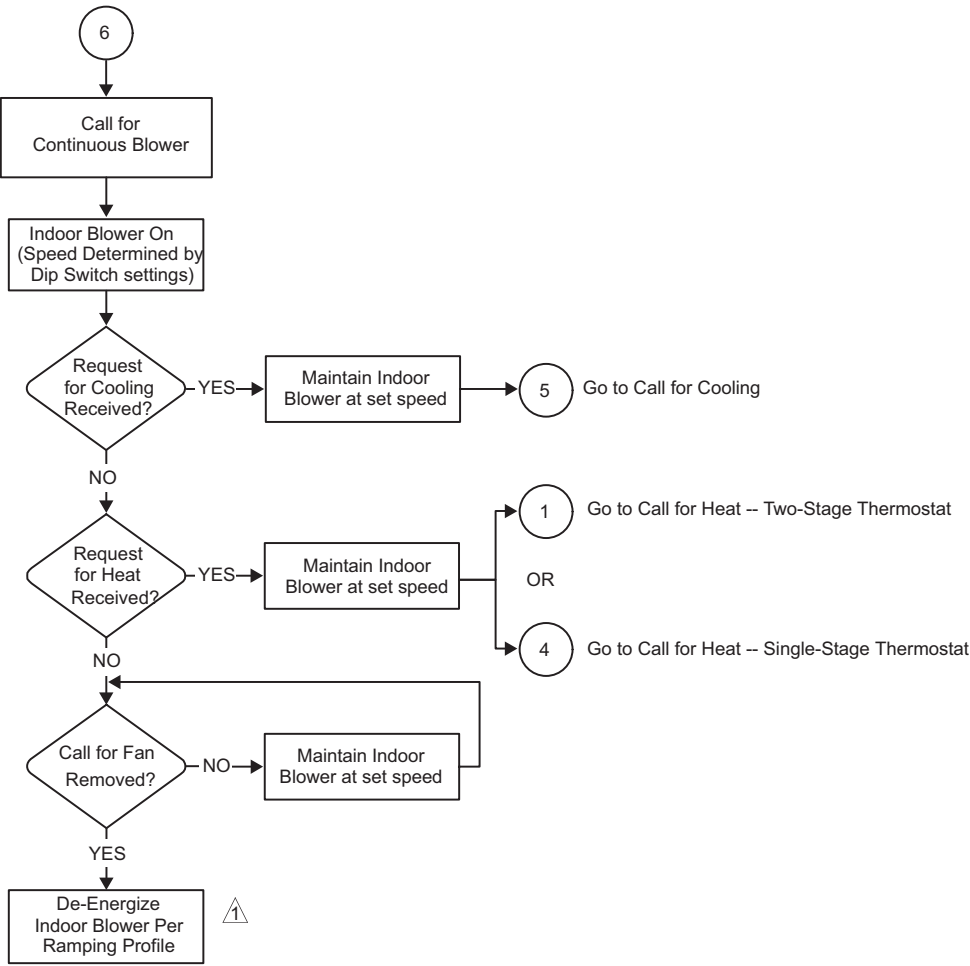 6
Call for
Continuous Blower
Indoor Blower On
(Speed Determined by
Dip Switch settings)
Request
for Cooling
Received?
YES
Maintain Indoor
Blower at set speed
5
Go to Call for Cooling
NO
Request
for Heat
Received?
YES
Maintain Indoor
Blower at set speed
1
Go to Call for Heat -- Two-Stage Thermostat
OR
4
Go to Call for Heat -- Single-Stage Thermostat
NO
Call for Fan
Removed?
NO
Maintain Indoor
Blower at set speed
YES
De-Energize
Indoor Blower Per
Ramping Profile
1